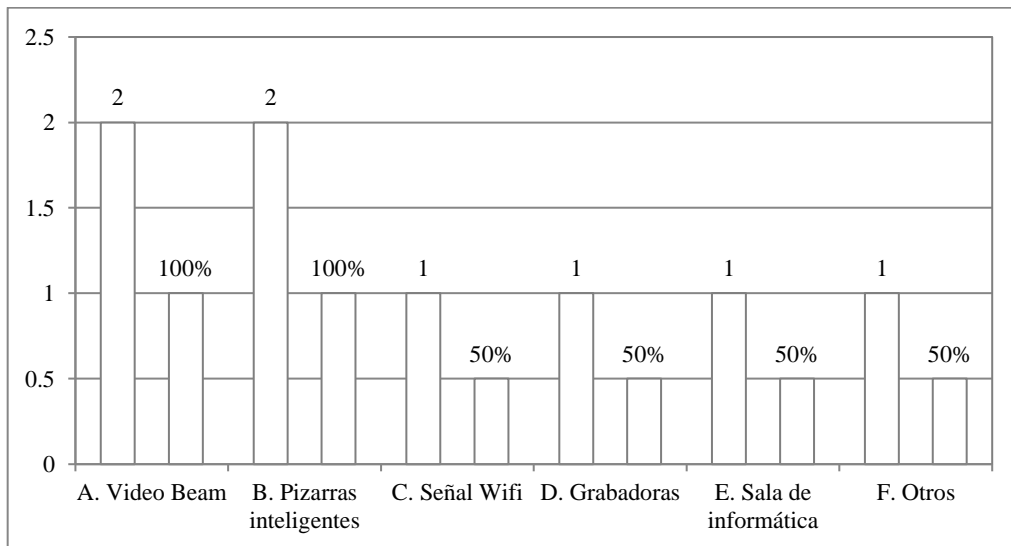 2.5
2
1.5
1
0.5
0
2
100%
2
100%
1
50%
1
50%
1
50%
1
50%
A. Video Beam
B. Pizarras
inteligentes
C. Señal Wifi
D. Grabadoras
E. Sala de
informática
F. Otros